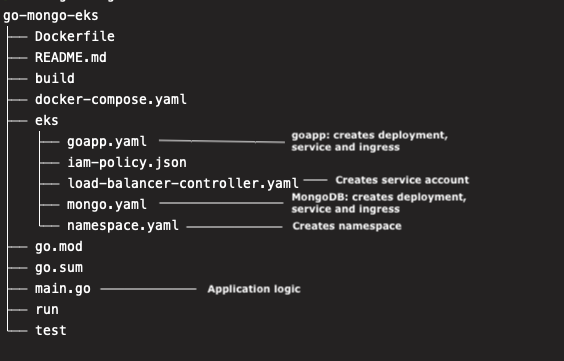 go-mongo-eks
Dockerfile
README.md
build
docker-compose.yaml
eks
goapp.yaml
goapp: creates deployment,
service and ingress
iam-policy.json
load-balancer-controller.yaml
Creates service account
mongo.yaml
MongoDB: creates deployment,
service and ingress
namespace.yaml
Creates namespace
go.mod
go.sum
main.go
Application logic
run
test